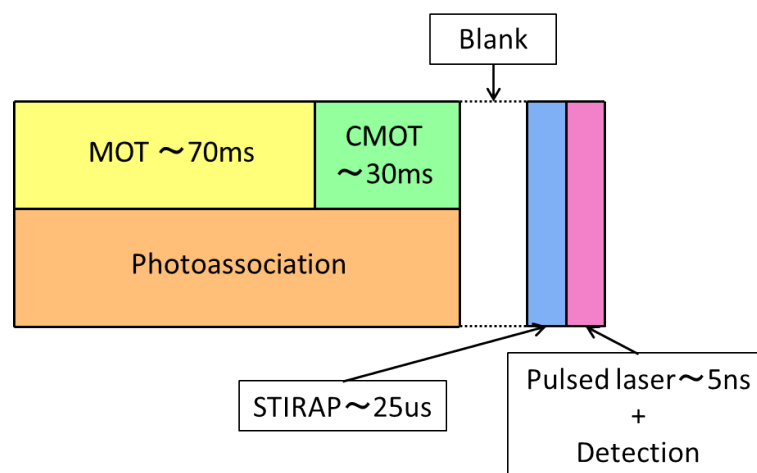 Blank
MOT ～70ms
CMOT
～30ms
Photoassociation
STIRAP～25us
Pulsed laser～5ns
+
Detection